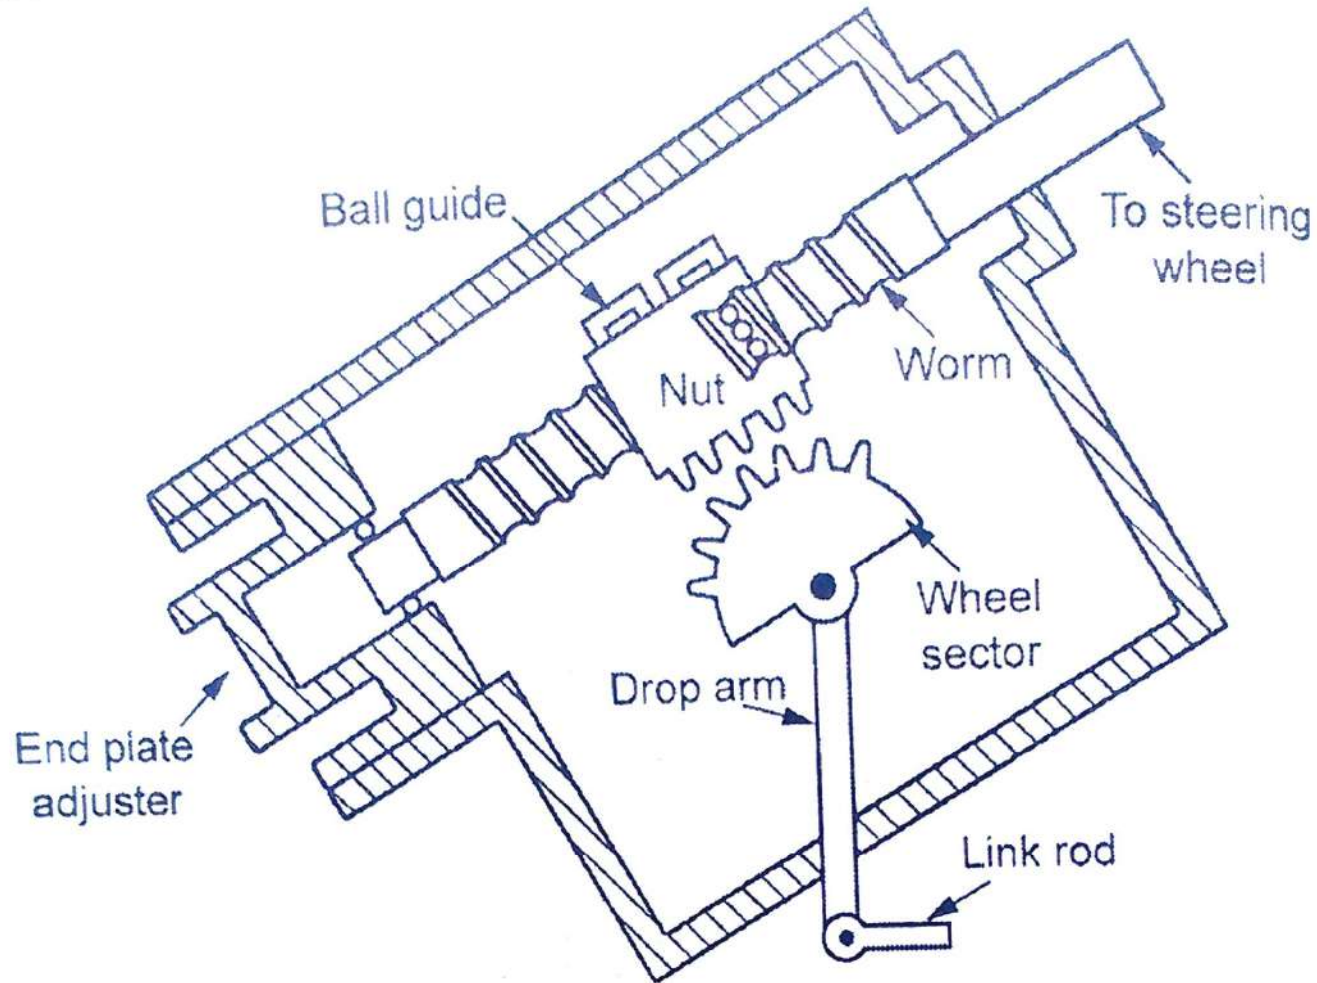 Ball guide
To steering
wheel
Worm
Nut
Wheel
sector
Drop arm
End plate
adjuster
Link rod